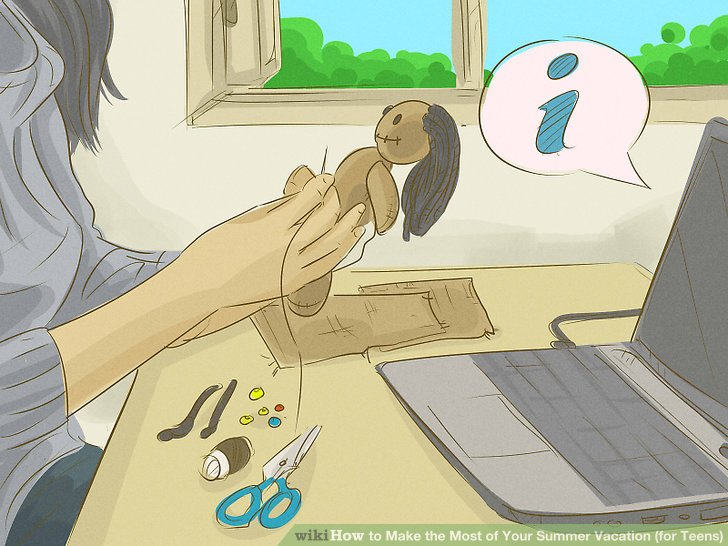 i
wikiHow to Make the Most of Your Summer Vacation (for Teens)